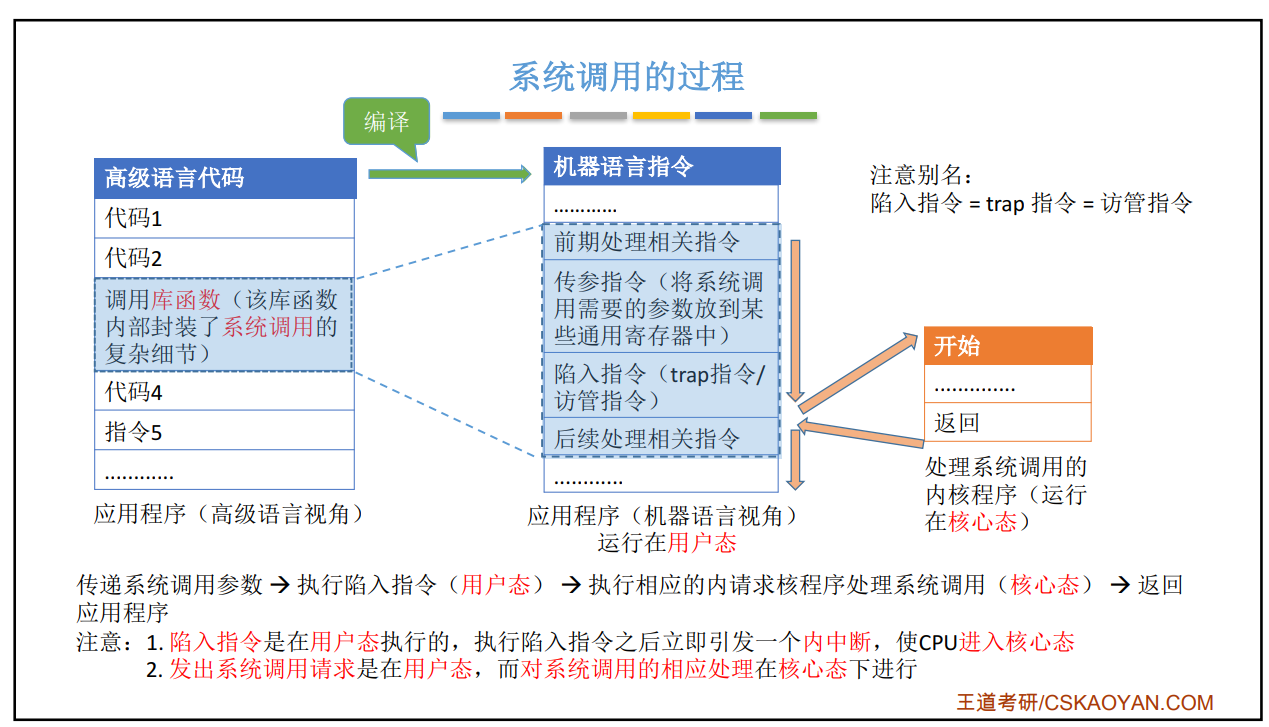 系统调用的过程
编译
高级语言代码
代码1
代码2
调用库函数（该库函数
内部封装了系统调用的
复杂细节）
代码4
指令5
…………
应用程序（高级语言视角）
机器语言指令
…………
前期处理相关指令
传参指令（将系统调
用需要的参数放到某
些通用寄存器中）
陷入指令（trap指令/
访管指令）
后续处理相关指令
…………
应用程序（机器语言视角）
运行在用户态
注意别名：
陷入指令 = trap 指令 = 访管指令
开始
…………..
返回
处理系统调用的
内核程序（运行
在核心态）
传递系统调用参数 → 执行陷入指令（用户态） → 执行相应的内请求核程序处理系统调用（核心态） → 返回
应用程序
注意：1. 陷入指令是在用户态执行的，执行陷入指令之后立即引发一个内中断，使CPU进入核心态
2. 发出系统调用请求是在用户态，而对系统调用的相应处理在核心态下进行
王道考研/CSKAOYAN.COM